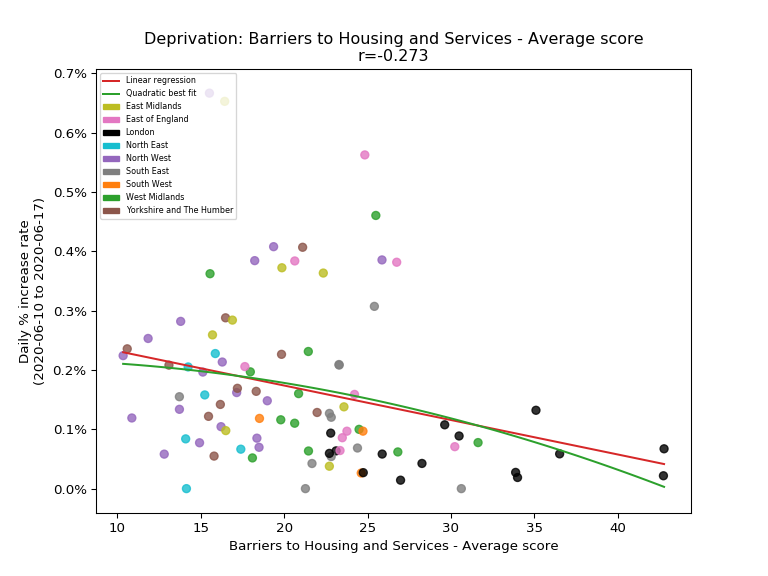 Deprivation: Barriers to Housing and Services - Average score
r=-0.273
0.7%
0.6%
0.5%
0.4%
0.3%
0.2%
0.1%
0.0%
Daily % increase rate
(2020-06-10 to 2020-06-17)
Linear regression
Quadratic best fit
East Midlands
East of England
London
North East
North West
South East
South West
West Midlands
Yorkshire and The Humber
10 15 20 25 30 35 40
Barriers to Housing and Services - Average score